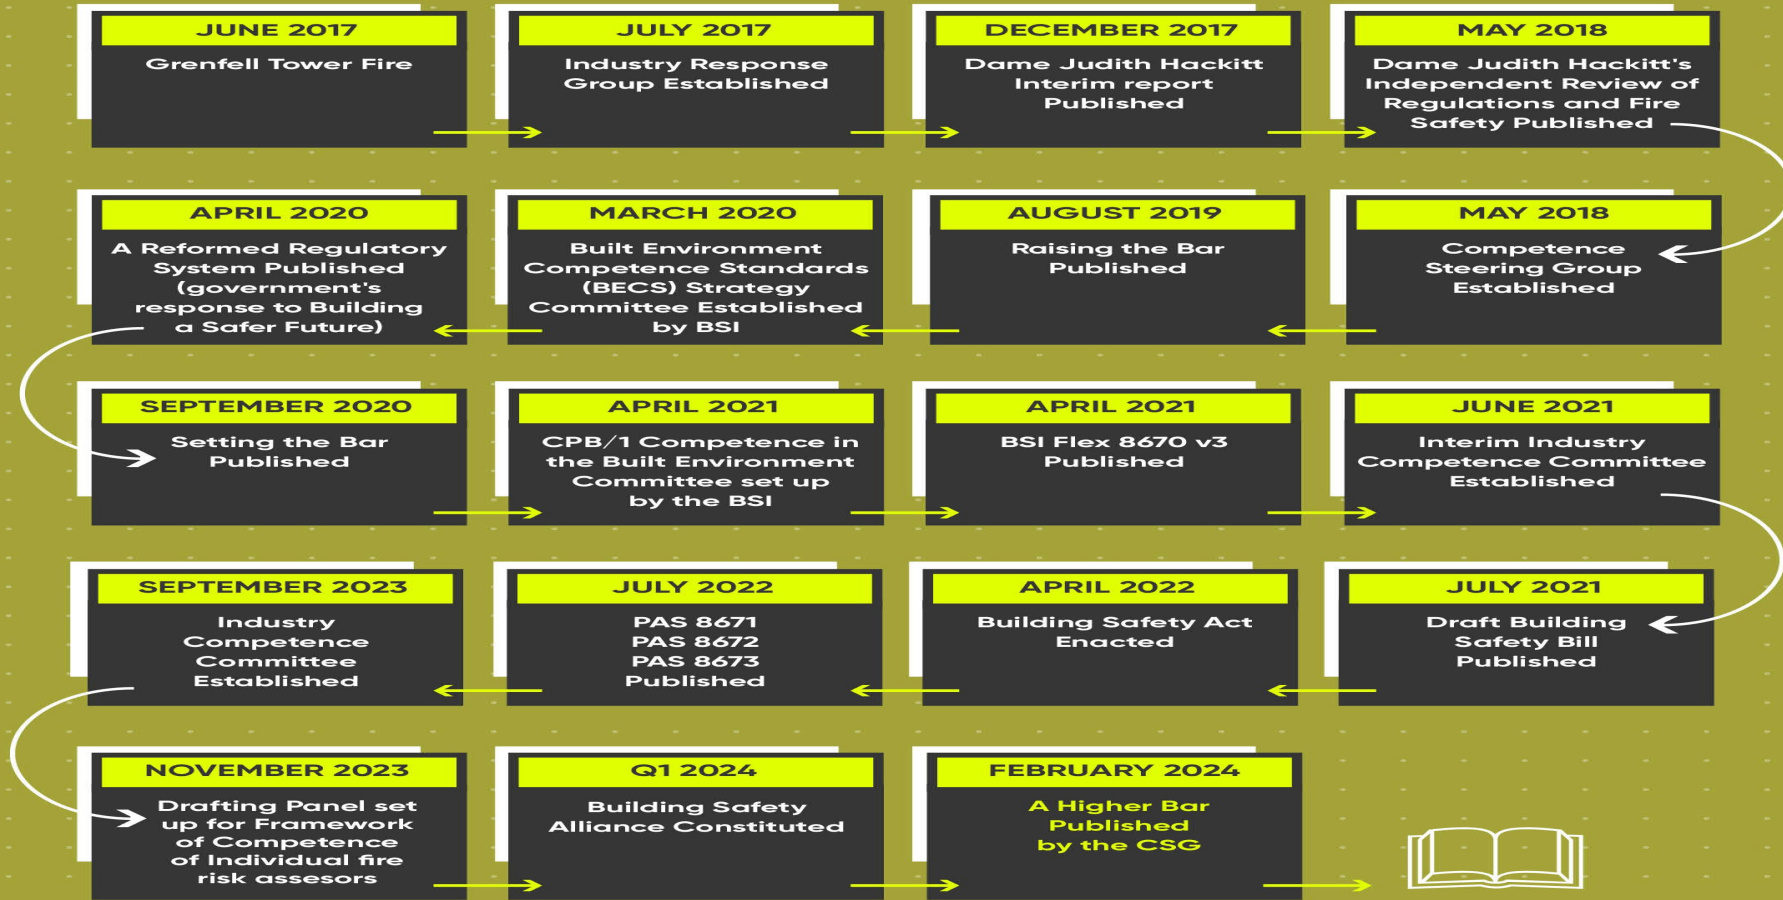 JUNE 2017
Grenfell Tower Fire
JULY 2017
Industry Response
Group Established
DECEMBER 2017
Dame Judith Hackitt
Interim report
Published
MAY 2018
Dame Judith Hackitt's
Independent Review of
Regulations and Fire
Safety Published
MAY 2018
Competence
Steering Group
Established
AUGUST 2019
Raising the Bar
Published
MARCH 2020
Built Environment
Competence Standards
(BECS) Strategy
Committee Established
by BSI
APRIL 2020
A Reformed Regulatory
System Published
(government's
response to Building
a Safer Future)
SEPTEMBER 2020
Setting the Bar
Published
APRIL 2021
CPB/1 Competence in
the Built Environment
Committee set up
by the BSI
APRIL 2021
BSI Flex 8670 v3
Published
JUNE 2021
Interim Industry
Competence Committee
Established
JULY 2021
Draft Building
Safety Bill
Published
APRIL 2022
Building Safety Act
Enacted
JULY 2022
PAS 8671
PAS 8672
PAS 8673
Published
SEPTEMBER 2023
Industry
Competence
Committee
Established
NOVEMBER 2023
Drafting Panel set
up for Framework
of Competence
of Individual fire
risk assesors
Q1 2024
Building Safety
Alliance Constituted
FEBRUARY 2024
A Higher Bar
Published
by the CSG